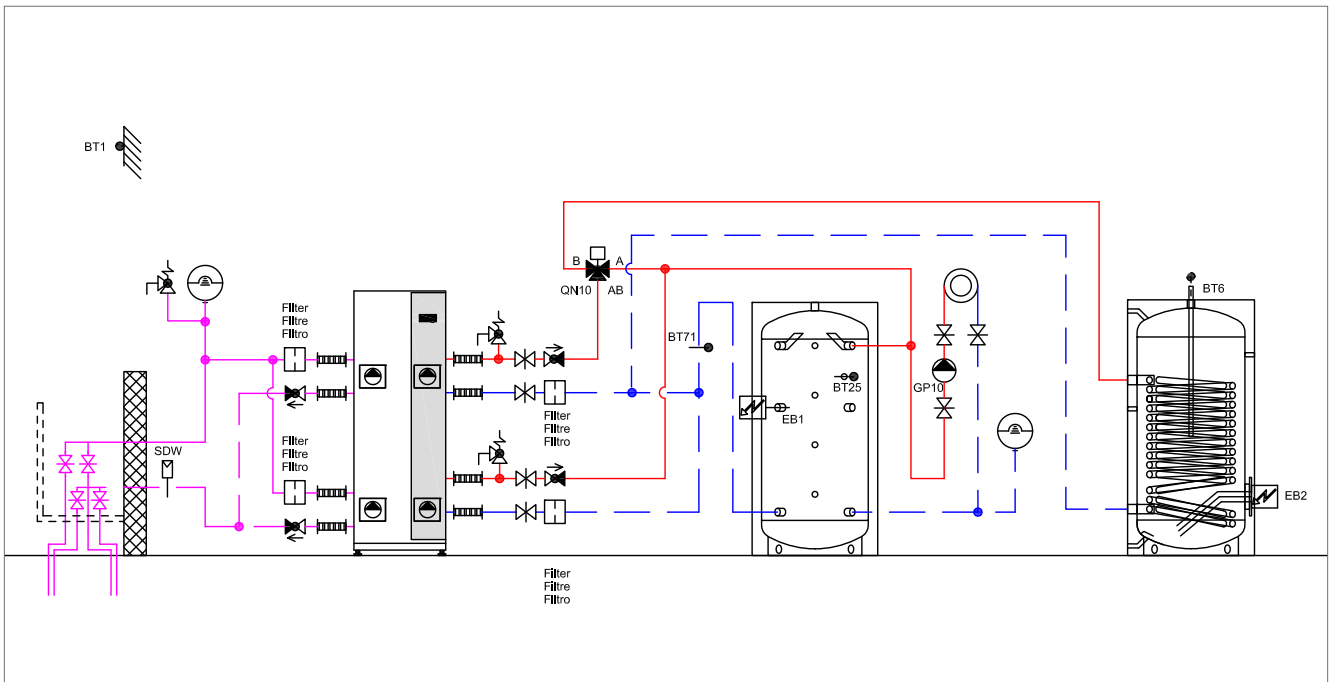 BT1
B
A
QN10
AB
BT6
Filter
Filtre
Filtro
BT71
BT25
GP10
EB1
Filter
Filtre
Filtro
Filter
Filtre
Filtro
SDW
EB2
Filter
Filtre
Filtro